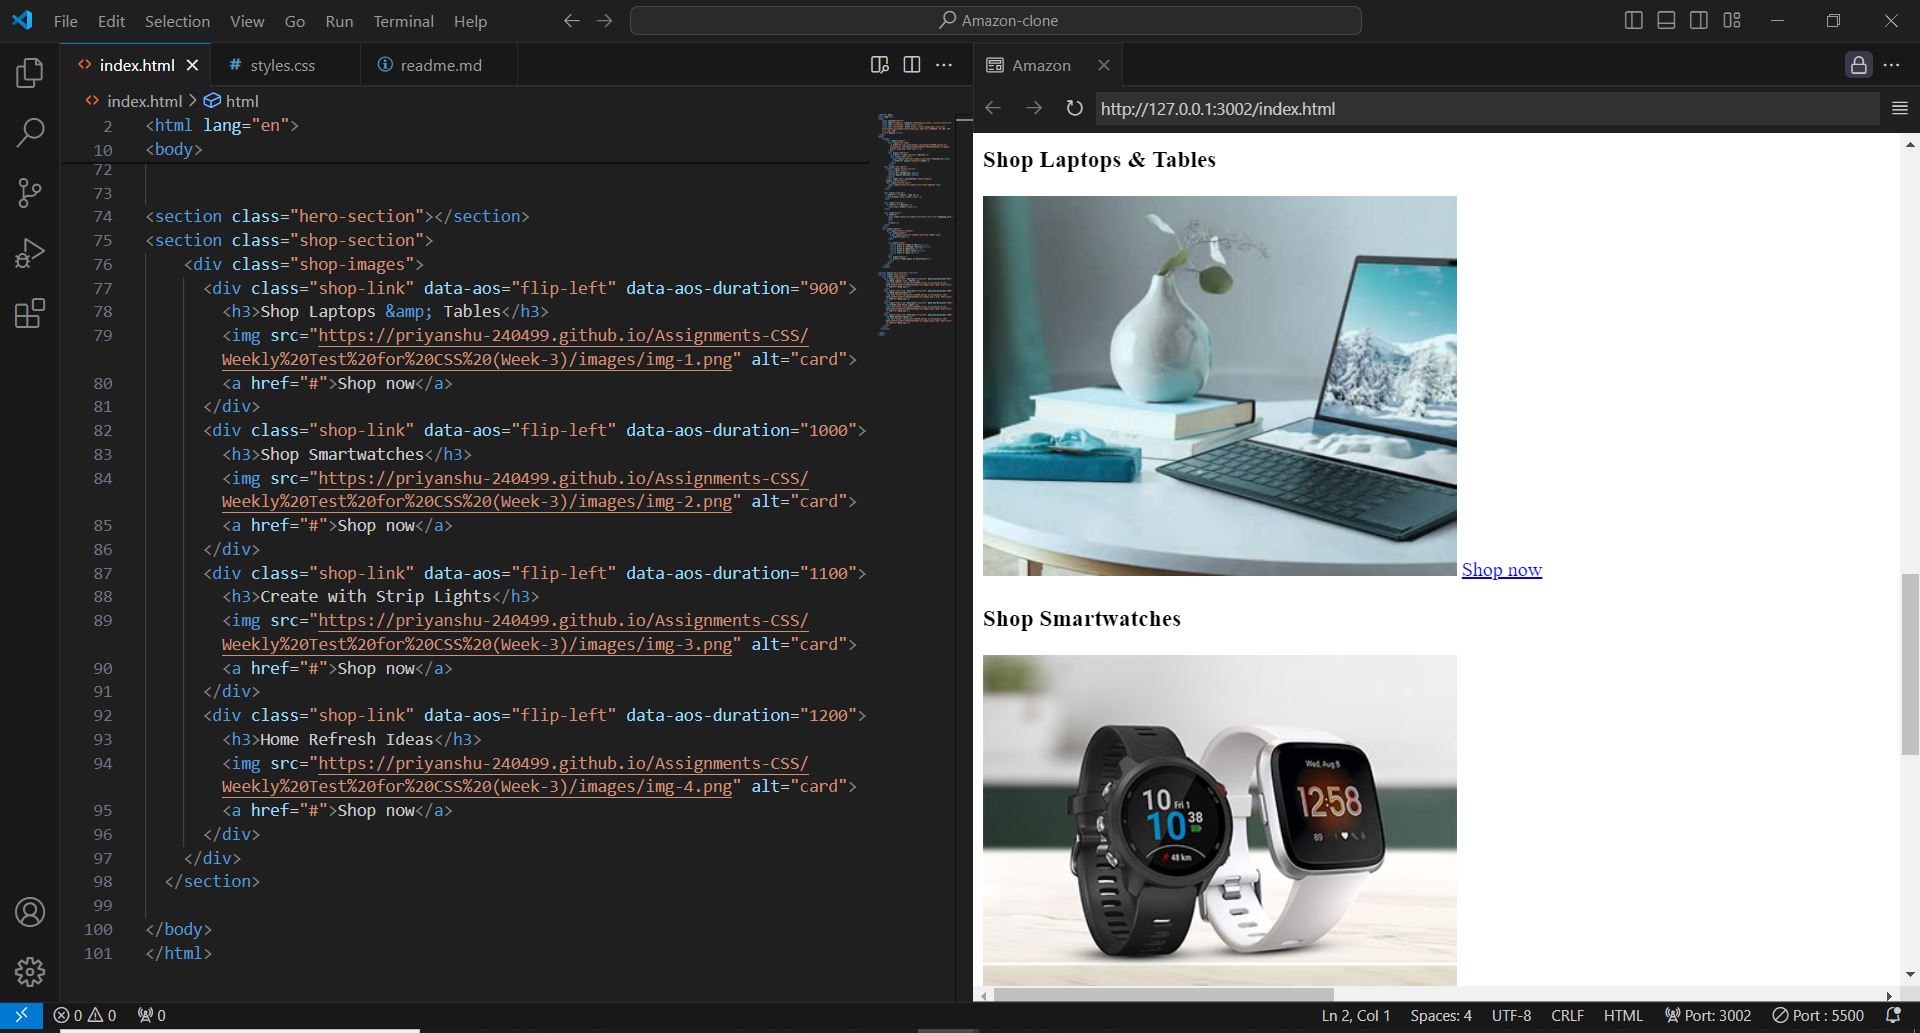 File Edit Selection View Go Run Terminal Help
Amazon-clone
index.html
styles.css
readme.md
index.html > html
2 <html lang="en">
10 <body>
72
73
74 <section class="hero-section"></section>
75 <section class="shop-section">
76 <div class="shop-images">
77 <div class="shop-link" data-aos="flip-left" data-aos-duration="900">
78 <h3>Shop Laptops &amp; Tables</h3>
79 <img src="https://priyanshu-240499.github.io/Assignments-CSS/
Weekly%20Test%20for%20CSS%20(Week-3)/images/img-1.png" alt="card">
80 <a href="#">Shop now</a>
81 </div>
82 <div class="shop-link" data-aos="flip-left" data-aos-duration="1000">
83 <h3>Shop Smartwatches</h3>
84 <img src="https://priyanshu-240499.github.io/Assignments-CSS/
Weekly%20Test%20for%20CSS%20(Week-3)/images/img-2.png" alt="card">
85 <a href="#">Shop now</a>
86 </div>
87 <div class="shop-link" data-aos="flip-left" data-aos-duration="1100">
88 <h3>Create with Strip Lights</h3>
89 <img src="https://priyanshu-240499.github.io/Assignments-CSS/
Weekly%20Test%20for%20CSS%20(Week-3)/images/img-3.png" alt="card">
90 <a href="#">Shop now</a>
91 </div>
92 <div class="shop-link" data-aos="flip-left" data-aos-duration="1200">
93 <h3>Home Refresh Ideas</h3>
94 <img src="https://priyanshu-240499.github.io/Assignments-CSS/
Weekly%20Test%20for%20CSS%20(Week-3)/images/img-4.png" alt="card">
95 <a href="#">Shop now</a>
96 </div>
97 </div>
98 </section>
99
100 </body>
101 </html>
Amazon
http://127.0.0.1:3002/index.html
Shop Laptops & Tables
Shop now
Shop Smartwatches
10 Fri 1
10 38
48 km
Wed, Aug 8
12:58
89
0 0 0
Ln 2, Col 1 Spaces: 4 UTF-8 CRLF HTML Port: 3002 Port : 5500